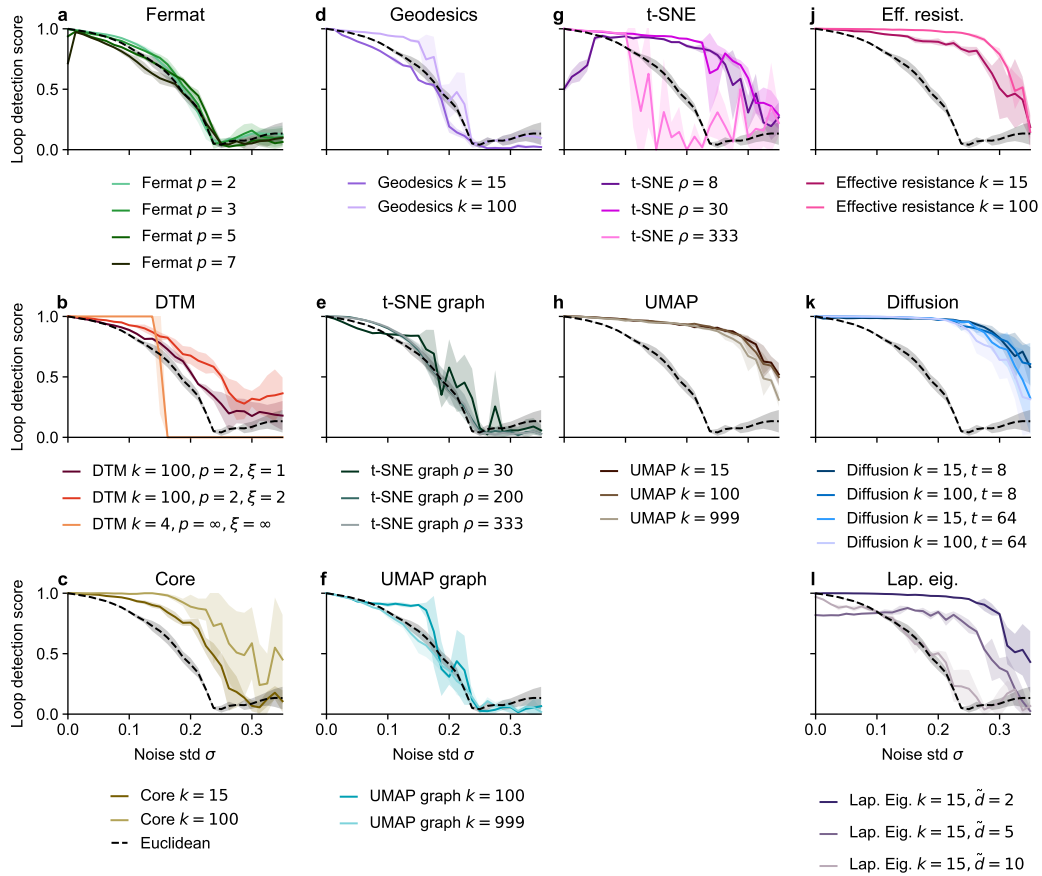 a Fermat
d Geodesics
g t-SNE
j Eff. resist.
Loop detection score
1.0
0.5
0.0
Fermat p = 2
Fermat p = 3
Fermat p = 5
Fermat p = 7
Geodesics k = 15
Geodesics k = 100
t-SNE ρ = 8
t-SNE ρ = 30
t-SNE ρ = 333
Effective resistance k = 15
Effective resistance k = 100
b DTM
e t-SNE graph
h UMAP
k Diffusion
Loop detection score
1.0
0.5
0.0
DTM k = 100, p = 2, ξ = 1
DTM k = 100, p = 2, ξ = 2
DTM k = 4, p = ∞, ξ = ∞
t-SNE graph ρ = 30
t-SNE graph ρ = 200
t-SNE graph ρ = 333
UMAP k = 15
UMAP k = 100
UMAP k = 999
Diffusion k = 15, t = 8
Diffusion k = 100, t = 8
Diffusion k = 15, t = 64
Diffusion k = 100, t = 64
c Core
f UMAP graph
l Lap. eig.
Loop detection score
1.0
0.5
0.0
0.0 0.1 0.2 0.3
Noise std σ
0.0 0.1 0.2 0.3
Noise std σ
0.0 0.1 0.2 0.3
Noise std σ
Core k = 15
Core k = 100
Euclidean
UMAP graph k = 100
UMAP graph k = 999
Lap. Eig. k = 15, d̃ = 2
Lap. Eig. k = 15, d̃ = 5
Lap. Eig. k = 15, d̃ = 10